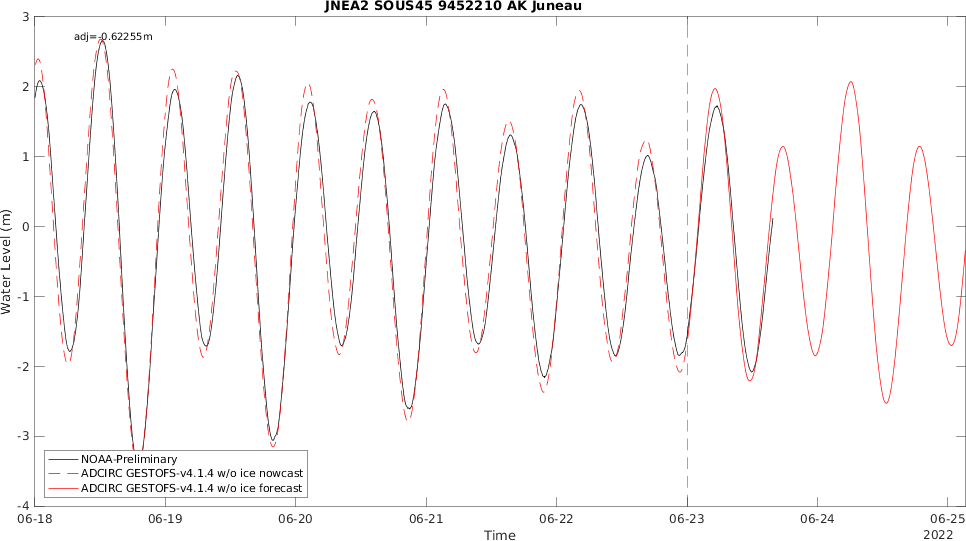 JNEA2 SOUS45 9452210 AK Juneau
adj=-0.62255m
3
2
1
0
-1
-2
-3
-4
Water Level (m)
NOAA-Preliminary
ADCIRC GESTOFS-v4.1.4 w/o ice nowcast
ADCIRC GESTOFS-v4.1.4 w/o ice forecast
06-18 06-19 06-20 06-21 06-22 06-23 06-24 06-25
Time
2022